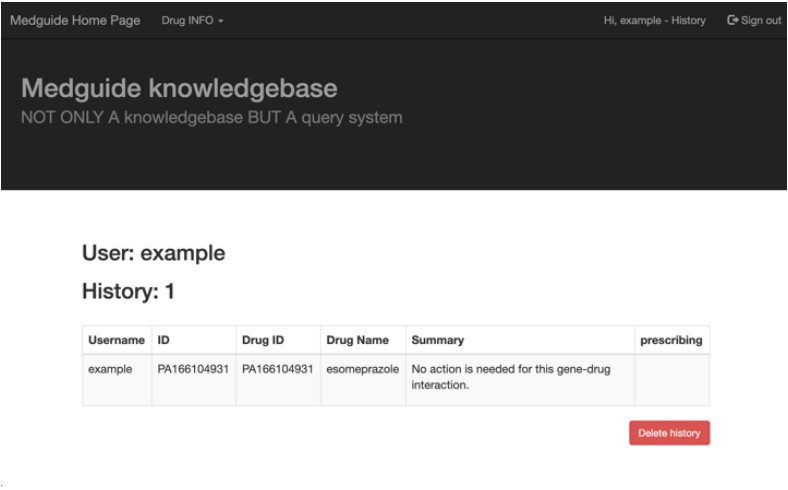 Medguide Home Page Drug INFO Hi, example - History Sign out
Medguide knowledgebase
NOT ONLY A knowledgebase BUT A query system
User: example
History: 1
Username ID Drug ID Drug Name Summary prescribing
example PA166104931 PA166104931 esomeprazole No action is needed for this gene-drug
interaction.
Delete history